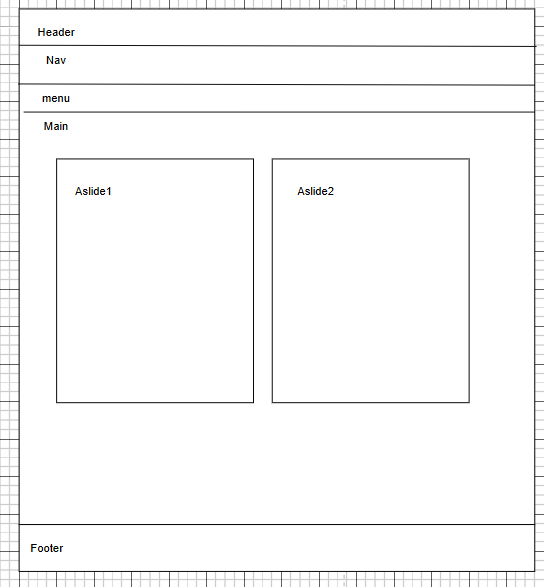 Header
Nav
menu
Main
Aslide1
Aslide2
Footer